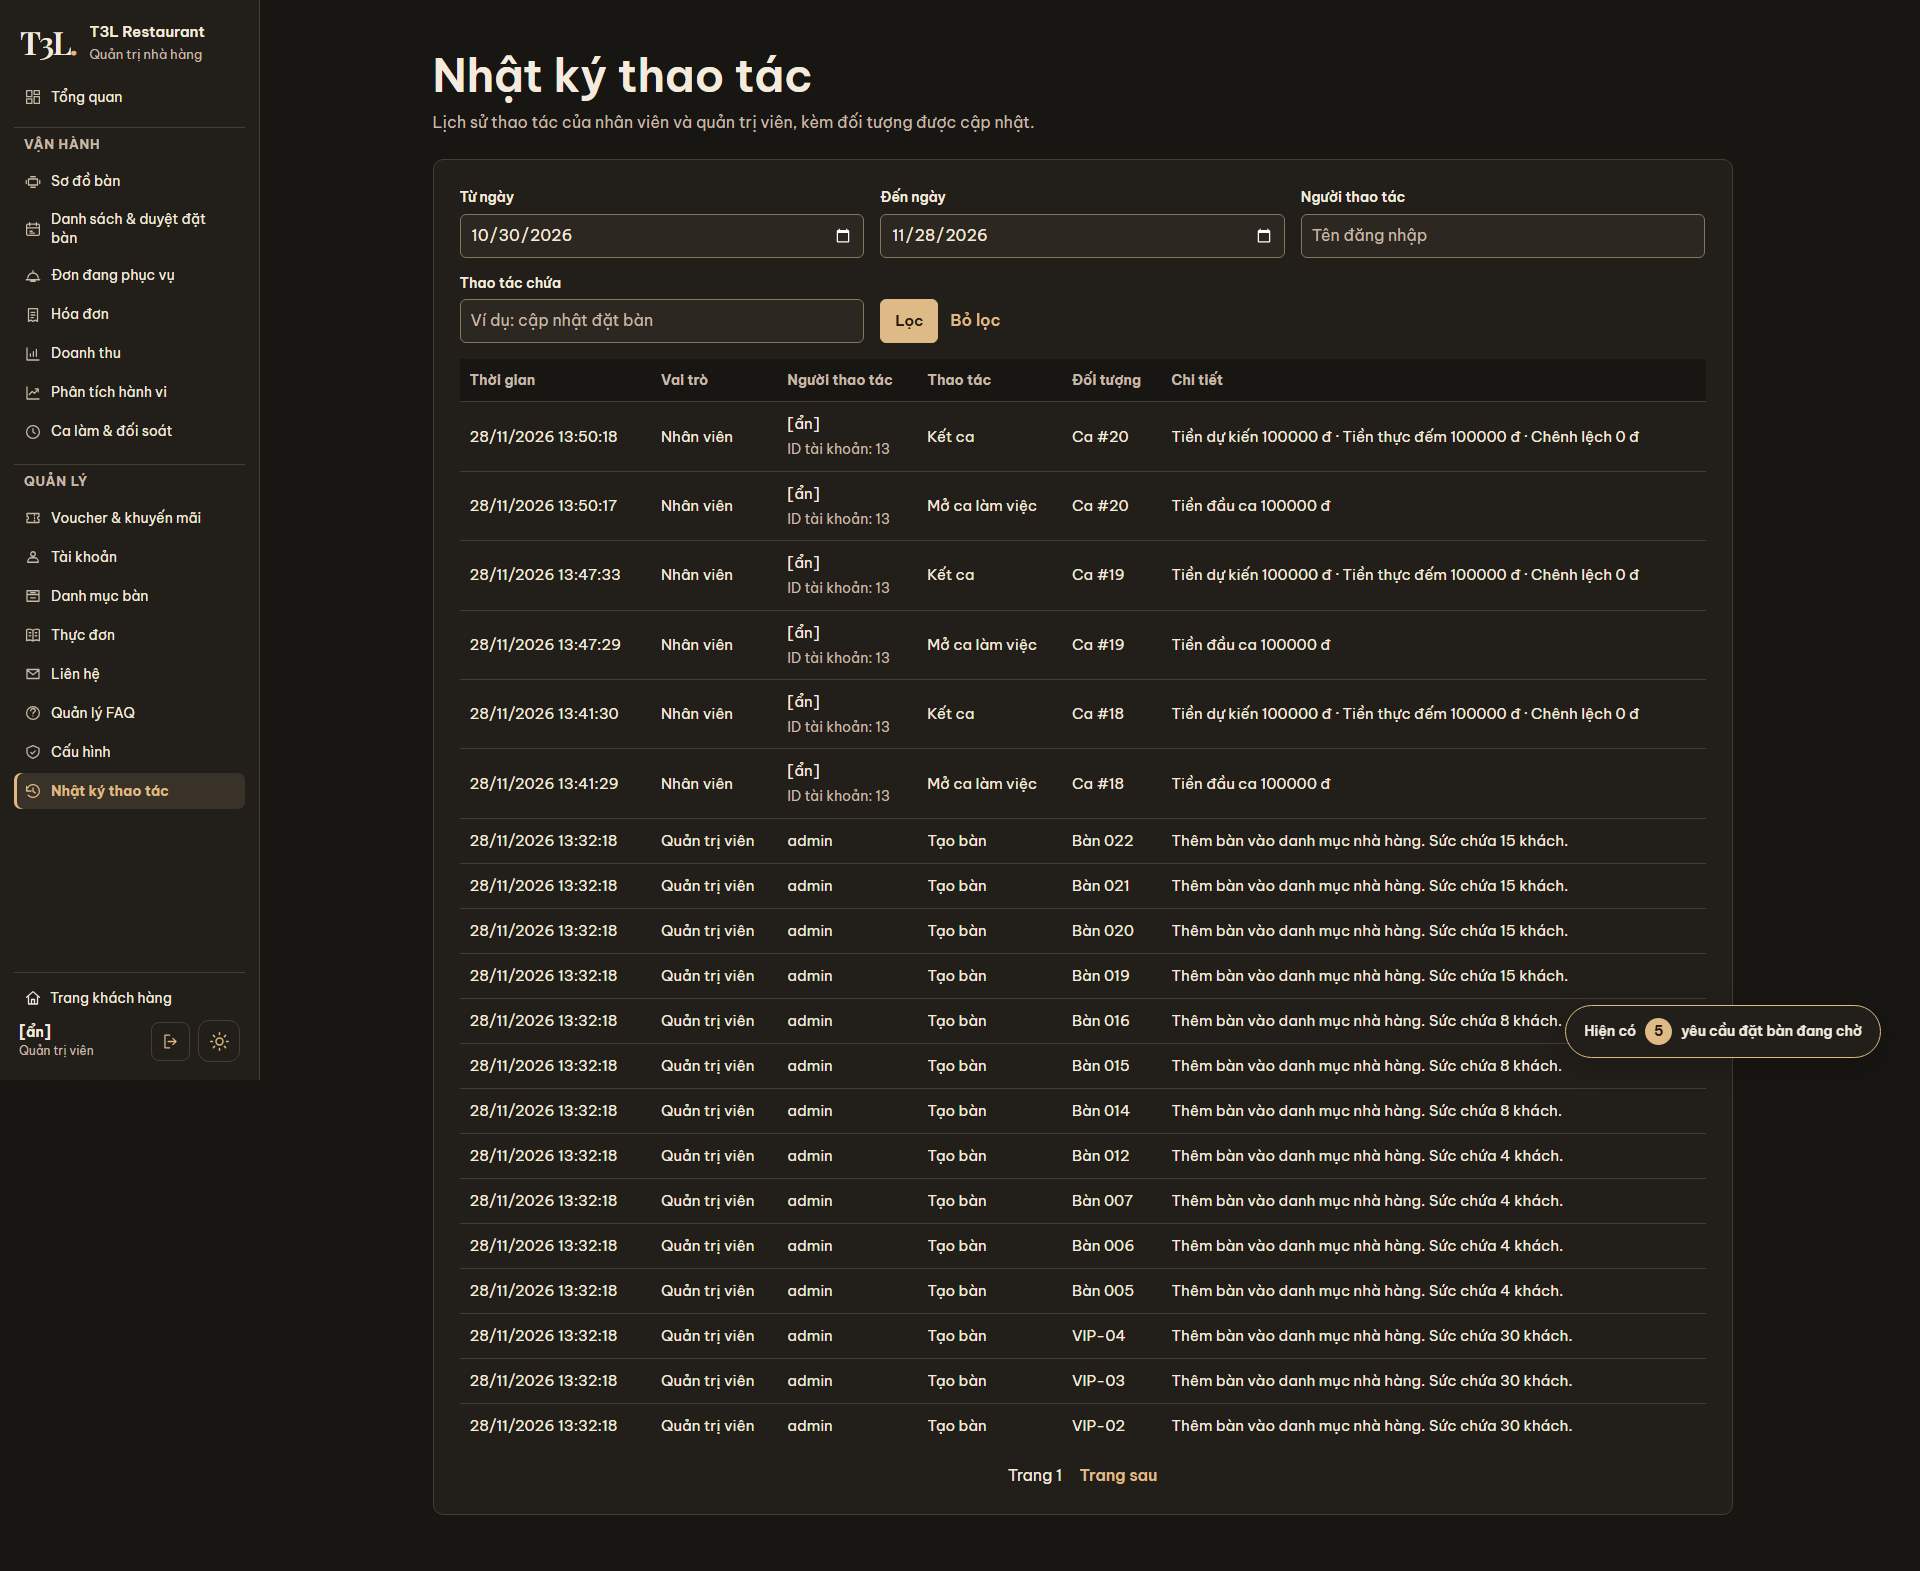 T3L.
T3L Restaurant
Quản trị nhà hàng
Tổng quan
VẬN HÀNH
Sơ đồ bàn
Danh sách & duyệt đặt
bàn
Đơn đang phục vụ
Hóa đơn
Doanh thu
Phân tích hành vi
Ca làm & đối soát
QUẢN LÝ
Voucher & khuyến mãi
Tài khoản
Danh mục bàn
Thực đơn
Liên hệ
Quản lý FAQ
Cấu hình
Nhật ký thao tác
Trang khách hàng
[ẩn]
Quản trị viên
Nhật ký thao tác
Lịch sử thao tác của nhân viên và quản trị viên, kèm đối tượng được cập nhật.
Từ ngày Đến ngày Người thao tác
10/30/2026 11/28/2026 Tên đăng nhập
Thao tác chứa
Ví dụ: cập nhật đặt bàn Lọc Bỏ lọc
Thời gian Vai trò Người thao tác Thao tác Đối tượng Chi tiết
28/11/2026 13:50:18 Nhân viên [ẩn] ID tài khoản: 13 Kết ca Ca #20 Tiền dự kiến 100000 đ · Tiền thực đếm 100000 đ · Chênh lệch 0 đ
28/11/2026 13:50:17 Nhân viên [ẩn] ID tài khoản: 13 Mở ca làm việc Ca #20 Tiền đầu ca 100000 đ
28/11/2026 13:47:33 Nhân viên [ẩn] ID tài khoản: 13 Kết ca Ca #19 Tiền dự kiến 100000 đ · Tiền thực đếm 100000 đ · Chênh lệch 0 đ
28/11/2026 13:47:29 Nhân viên [ẩn] ID tài khoản: 13 Mở ca làm việc Ca #19 Tiền đầu ca 100000 đ
28/11/2026 13:41:30 Nhân viên [ẩn] ID tài khoản: 13 Kết ca Ca #18 Tiền dự kiến 100000 đ · Tiền thực đếm 100000 đ · Chênh lệch 0 đ
28/11/2026 13:41:29 Nhân viên [ẩn] ID tài khoản: 13 Mở ca làm việc Ca #18 Tiền đầu ca 100000 đ
28/11/2026 13:32:18 Quản trị viên admin Tạo bàn Bàn 022 Thêm bàn vào danh mục nhà hàng. Sức chứa 15 khách.
28/11/2026 13:32:18 Quản trị viên admin Tạo bàn Bàn 021 Thêm bàn vào danh mục nhà hàng. Sức chứa 15 khách.
28/11/2026 13:32:18 Quản trị viên admin Tạo bàn Bàn 020 Thêm bàn vào danh mục nhà hàng. Sức chứa 15 khách.
28/11/2026 13:32:18 Quản trị viên admin Tạo bàn Bàn 019 Thêm bàn vào danh mục nhà hàng. Sức chứa 15 khách.
28/11/2026 13:32:18 Quản trị viên admin Tạo bàn Bàn 016 Thêm bàn vào danh mục nhà hàng. Sức chứa 8 khách.
Hiện có 5 yêu cầu đặt bàn đang chờ
28/11/2026 13:32:18 Quản trị viên admin Tạo bàn Bàn 015 Thêm bàn vào danh mục nhà hàng. Sức chứa 8 khách.
28/11/2026 13:32:18 Quản trị viên admin Tạo bàn Bàn 014 Thêm bàn vào danh mục nhà hàng. Sức chứa 8 khách.
28/11/2026 13:32:18 Quản trị viên admin Tạo bàn Bàn 012 Thêm bàn vào danh mục nhà hàng. Sức chứa 4 khách.
28/11/2026 13:32:18 Quản trị viên admin Tạo bàn Bàn 007 Thêm bàn vào danh mục nhà hàng. Sức chứa 4 khách.
28/11/2026 13:32:18 Quản trị viên admin Tạo bàn Bàn 006 Thêm bàn vào danh mục nhà hàng. Sức chứa 4 khách.
28/11/2026 13:32:18 Quản trị viên admin Tạo bàn Bàn 005 Thêm bàn vào danh mục nhà hàng. Sức chứa 4 khách.
28/11/2026 13:32:18 Quản trị viên admin Tạo bàn VIP-04 Thêm bàn vào danh mục nhà hàng. Sức chứa 30 khách.
28/11/2026 13:32:18 Quản trị viên admin Tạo bàn VIP-03 Thêm bàn vào danh mục nhà hàng. Sức chứa 30 khách.
28/11/2026 13:32:18 Quản trị viên admin Tạo bàn VIP-02 Thêm bàn vào danh mục nhà hàng. Sức chứa 30 khách.
Trang 1 Trang sau